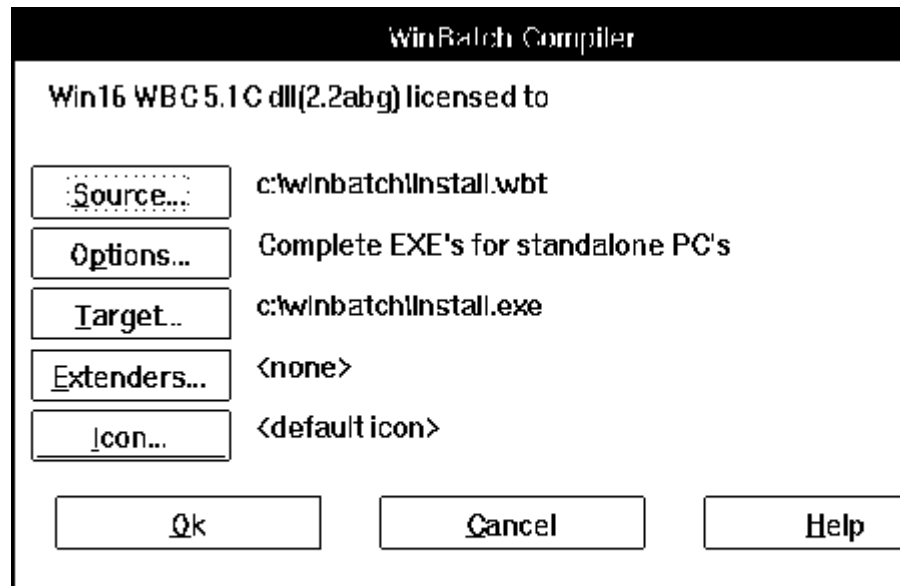 WinBatch Compiler
Win16 WBC 5.1C dll(2.2abg) licensed to
Source... c:\winbatch\install.wbt
Options... Complete EXE's for standalone PC's
Target... c:\winbatch\install.exe
Extenders... <none>
Icon... <default icon>
Ok Cancel Help